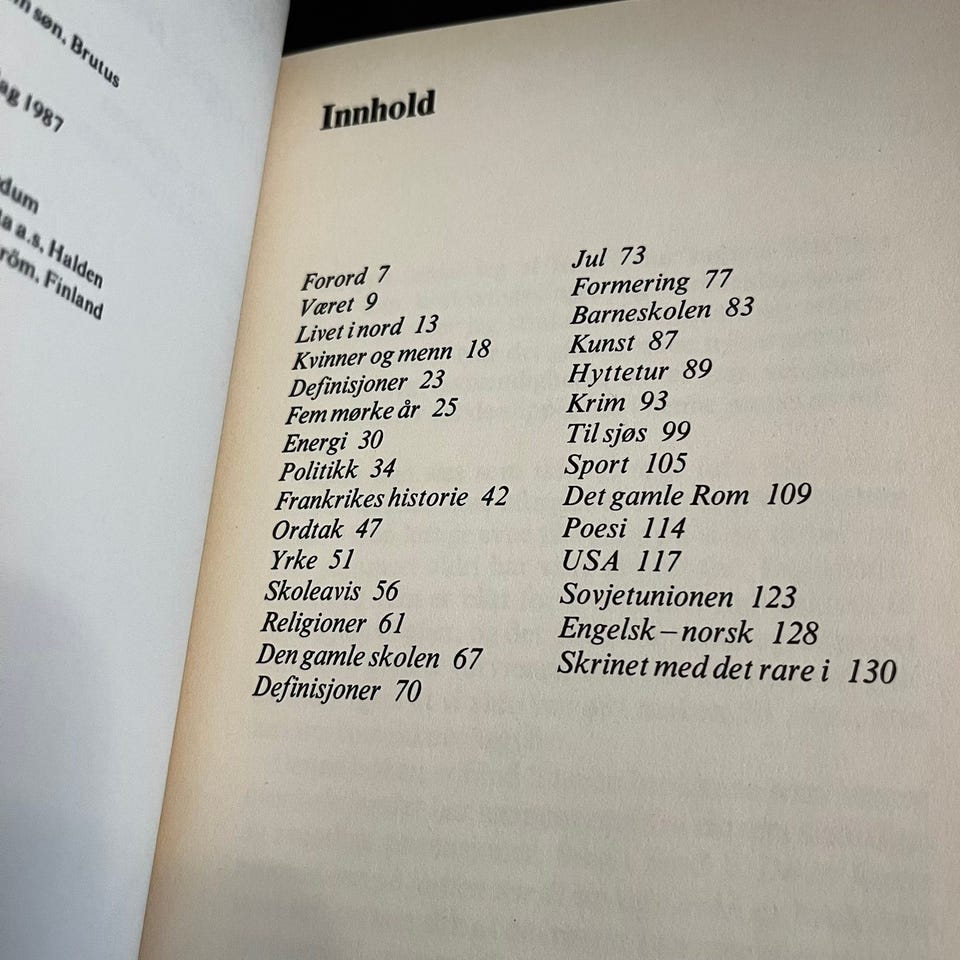 søn, Brutus
1987
a.s, Halden
Finland
Innhold
Forord 7
Været 9
Livet i nord 13
Kvinner og menn 18
Definisjoner 23
Fem mørke år 25
Energi 30
Politikk 34
Frankrikes historie 42
Ordtak 47
Yrke 51
Skoleavis 56
Religioner 61
Den gamle skolen 67
Definisjoner 70
Jul 73
Formering 77
Barneskolen 83
Kunst 87
Hyttetur 89
Krim 93
Til sjøs 99
Sport 105
Det gamle Rom 109
Poesi 114
USA 117
Sovjetunionen 123
Engelsk – norsk 128
Skrinet med det rare i 130